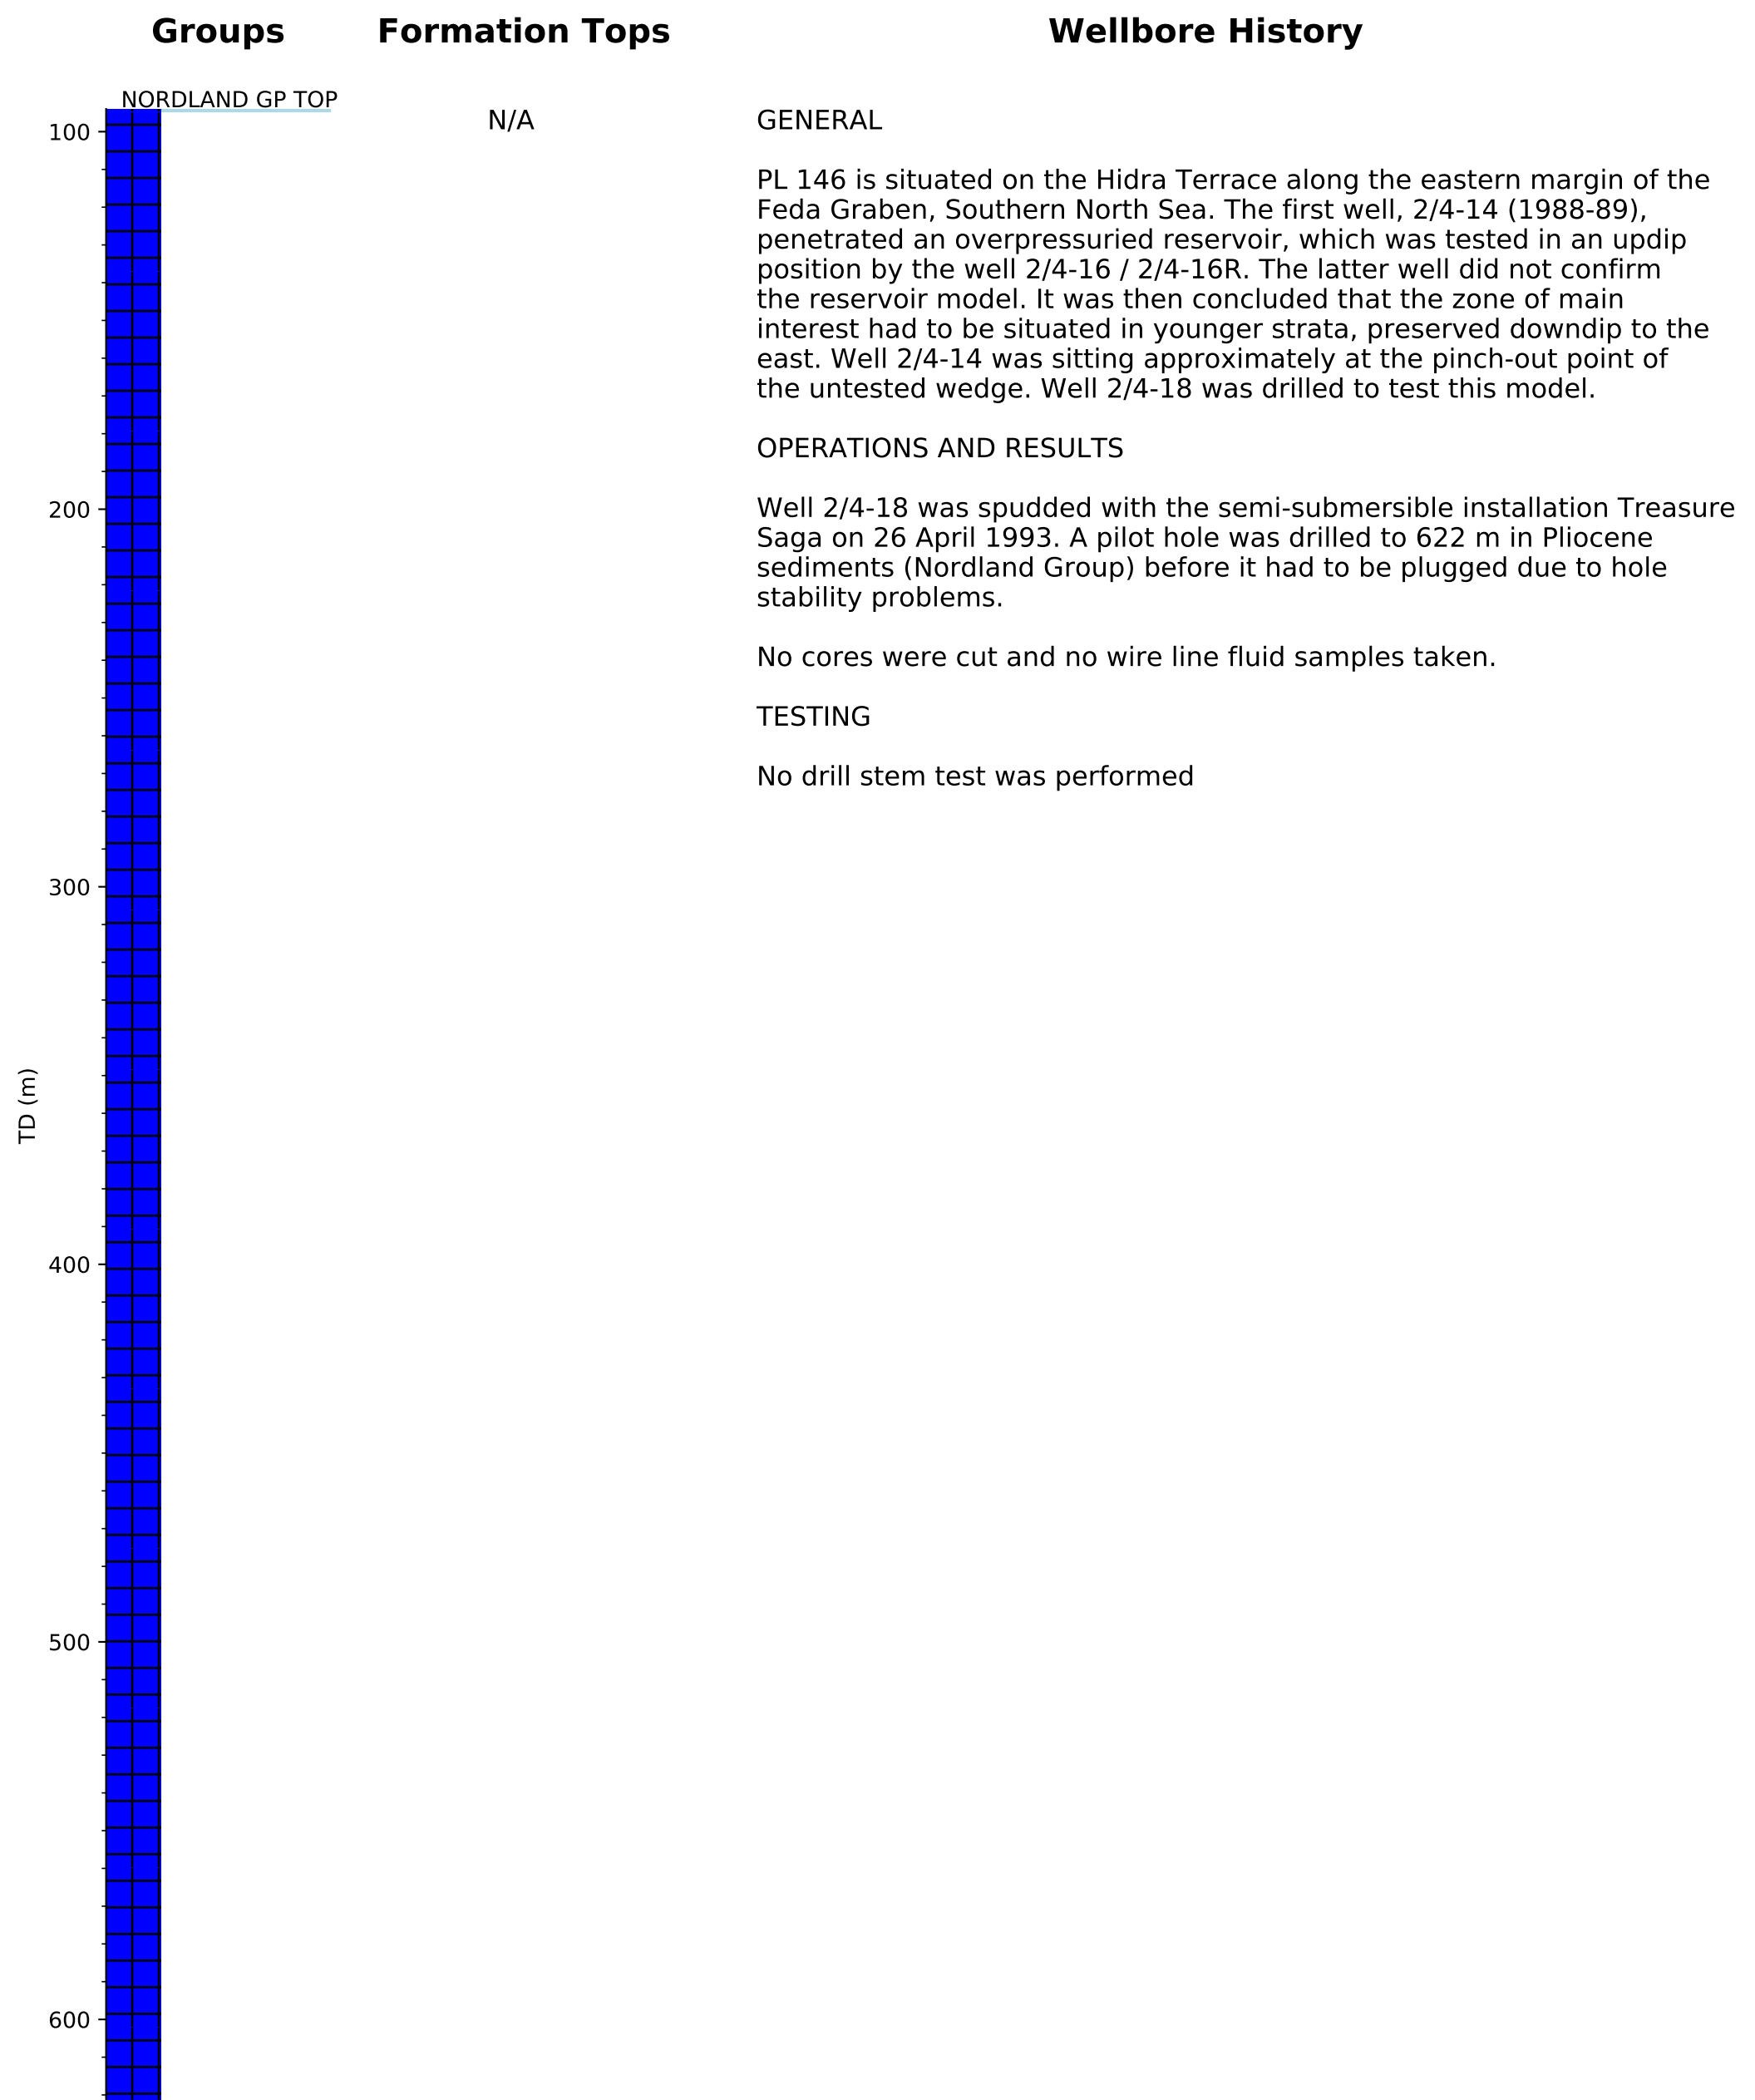 Groups
Formation Tops
Wellbore History
NORDLAND GP TOP
N/A
100
200
300
400
500
600
TD (m)
GENERAL
PL 146 is situated on the Hidra Terrace along the eastern margin of the
Feda Graben, Southern North Sea. The first well, 2/4-14 (1988-89),
penetrated an overpressuried reservoir, which was tested in an updip
position by the well 2/4-16 / 2/4-16R. The latter well did not confirm
the reservoir model. It was then concluded that the zone of main
interest had to be situated in younger strata, preserved downdip to the
east. Well 2/4-14 was sitting approximately at the pinch-out point of
the untested wedge. Well 2/4-18 was drilled to test this model.
OPERATIONS AND RESULTS
Well 2/4-18 was spudded with the semi-submersible installation Treasure
Saga on 26 April 1993. A pilot hole was drilled to 622 m in Pliocene
sediments (Nordland Group) before it had to be plugged due to hole
stability problems.
No cores were cut and no wire line fluid samples taken.
TESTING
No drill stem test was performed